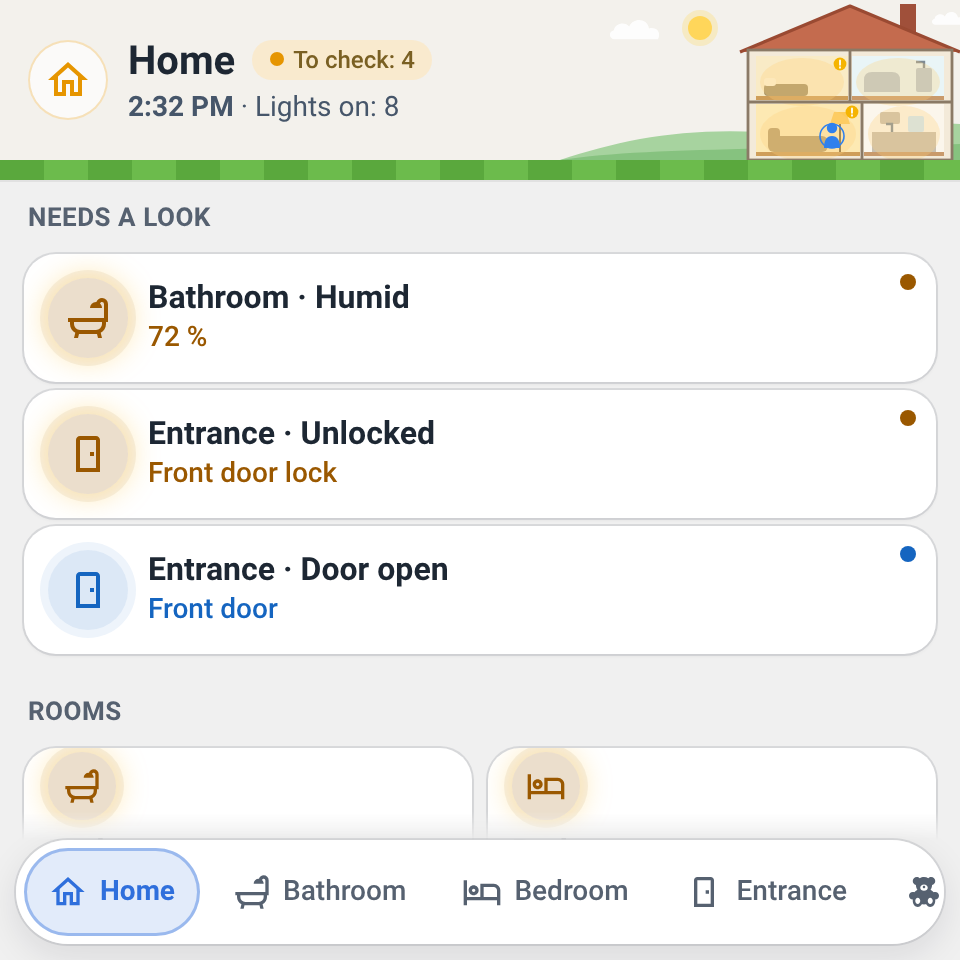 Home
To check: 4
2:32 PM · Lights on: 8
NEEDS A LOOK
Bathroom · Humid
72 %
Entrance · Unlocked
Front door lock
Entrance · Door open
Front door
ROOMS
Home
Bathroom
Bedroom
Entrance